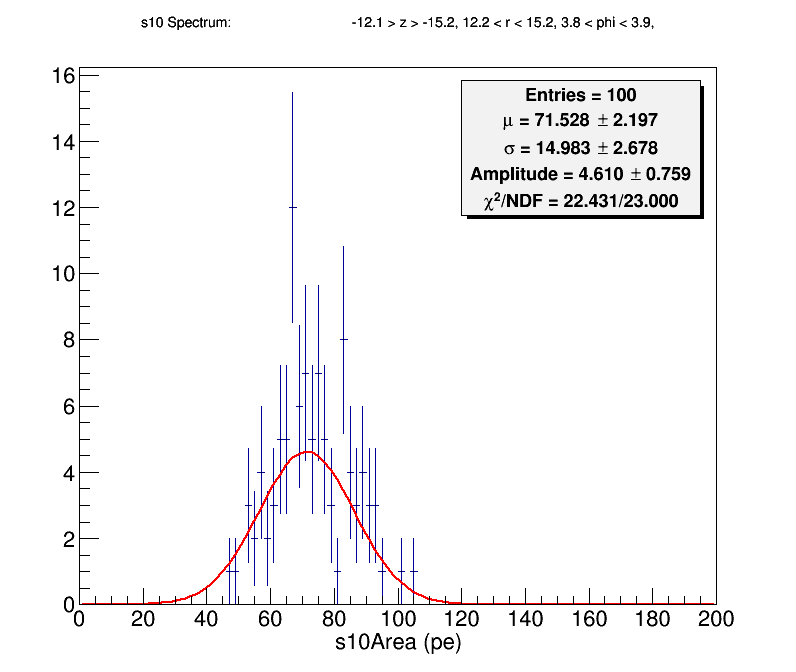 s10 Spectrum: -12.1 > z > -15.2, 12.2 < r < 15.2, 3.8 < phi < 3.9,
Entries = 100
μ = 71.528 ± 2.197
σ = 14.983 ± 2.678
Amplitude = 4.610 ± 0.759
χ²/NDF = 22.431/23.000
16
14
12
10
8
6
4
2
0
0 20 40 60 80 100 120 140 160 180 200
s10Area (pe)